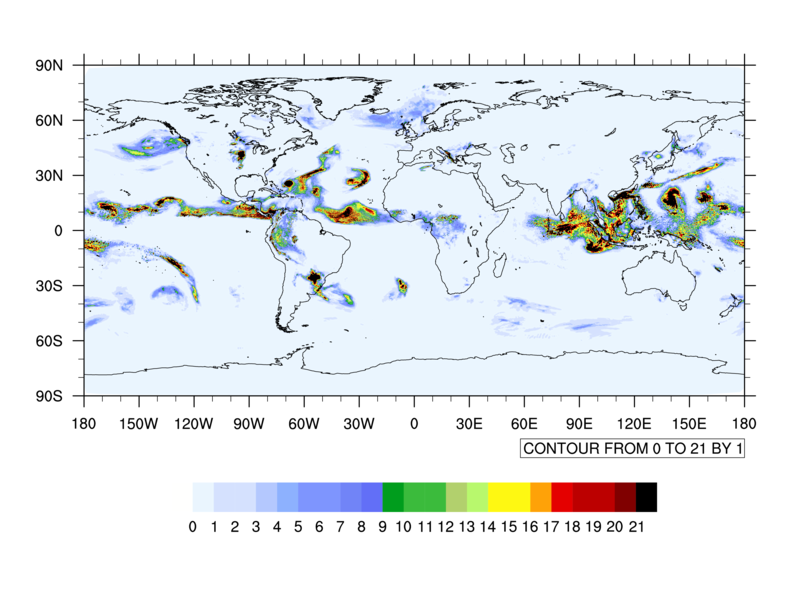 90N
60N
30N
0
30S
60S
90S
180 150W 120W 90W 60W 30W 0 30E 60E 90E 120E 150E 180
CONTOUR FROM 0 TO 21 BY 1
0 1 2 3 4 5 6 7 8 9 10 11 12 13 14 15 16 17 18 19 20 21